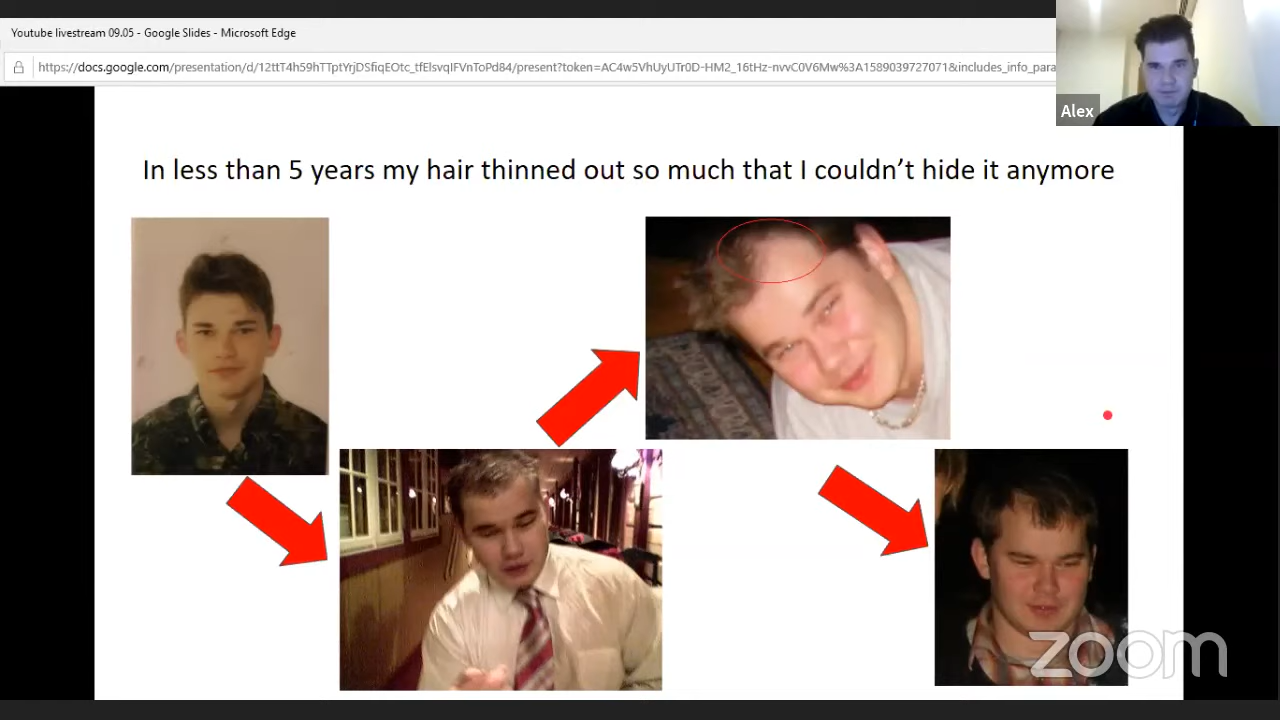 Youtube livestream 09.05 - Google Slides - Microsoft Edge
https://docs.google.com/presentation/d/12ttT4h59hTTptYrjDSfiqEOtc_tfElsvqIFVnToPd84/present?token=AC4w5VhUyUTr0D-HM2_16tHz-nvvC0V6Mw%3A1589039727071&includes_info_para
Alex
In less than 5 years my hair thinned out so much that I couldn’t hide it anymore
zoom